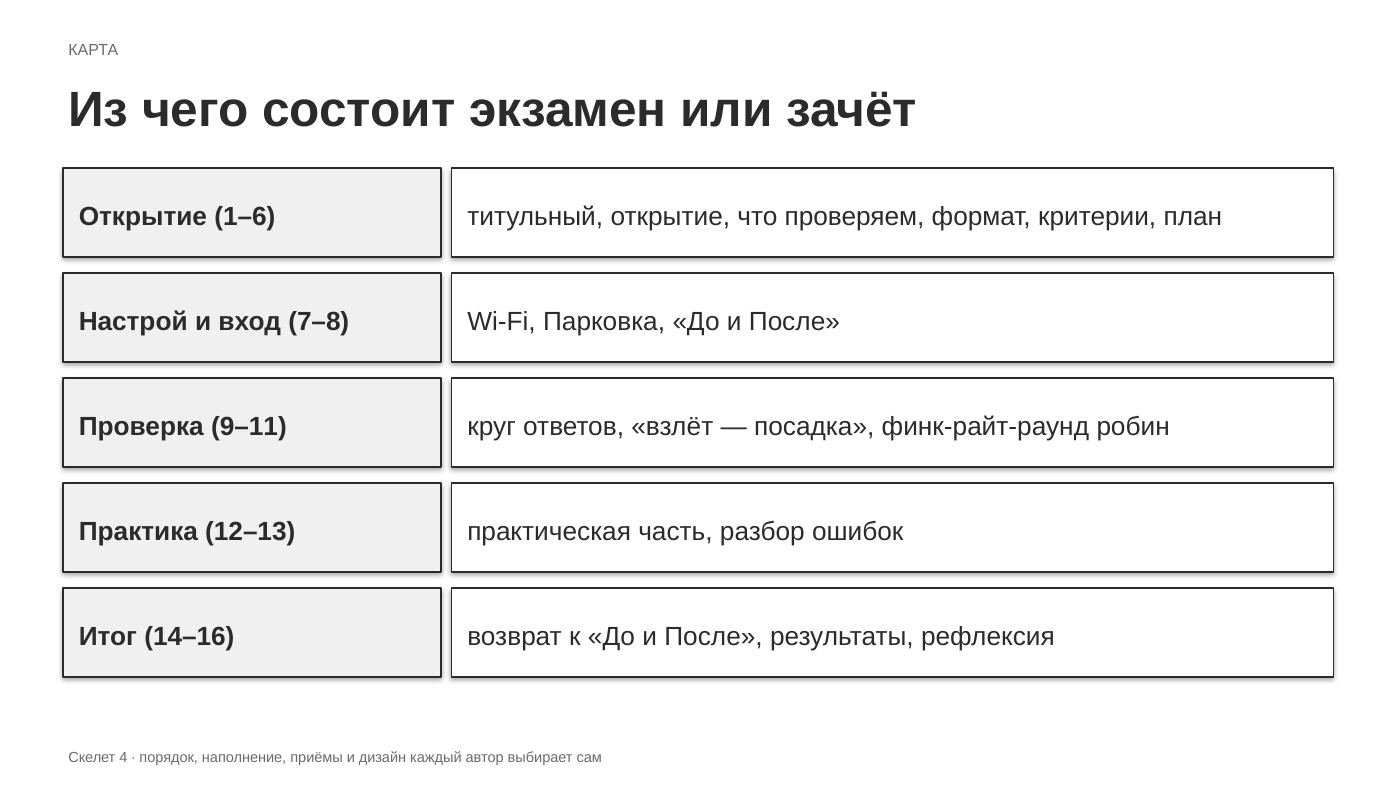 КАРТА
Из чего состоит экзамен или зачёт
Открытие (1–6)
титульный, открытие, что проверяем, формат, критерии, план
Настрой и вход (7–8)
Wi-Fi, Парковка, «До и После»
Проверка (9–11)
круг ответов, «взлёт — посадка», финк-райт-раунд робин
Практика (12–13)
практическая часть, разбор ошибок
Итог (14–16)
возврат к «До и После», результаты, рефлексия
Скелет 4 · порядок, наполнение, приёмы и дизайн каждый автор выбирает сам